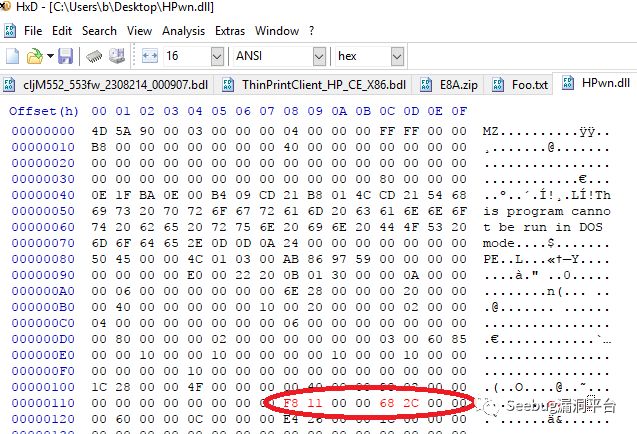 HxD - [C:\Users\b\Desktop\HPwn.dll]
File Edit Search View Analysis Extras Window ?
16 ANSI hex
cljM552_553fw_2308214_000907.bdl ThinPrintClient_HP_CE_X86.bdl E8A.zip Foo.txt HPwn.dll
Offset(h) 00 01 02 03 04 05 06 07 08 09 0A 0B 0C 0D 0E 0F
00000000 4D 5A 90 00 03 00 00 00 04 00 00 00 FF FF 00 00 MZ..........ÿÿ..
00000010 B8 00 00 00 00 00 00 00 40 00 00 00 00 00 00 00 ¸.......@.......
00000020 00 00 00 00 00 00 00 00 00 00 00 00 00 00 00 00 ................
00000030 00 00 00 00 00 00 00 00 00 00 00 00 80 00 00 00 ............€...
00000040 0E 1F BA 0E 00 B4 09 CD 21 B8 01 4C CD 21 54 68 ..º..´.Í!¸.LÍ!Th
00000050 69 73 20 70 72 6F 67 72 61 6D 20 63 61 6E 6E 6F is program canno
00000060 74 20 62 65 20 72 75 6E 20 69 6E 20 44 4F 53 20 t be run in DOS
00000070 6D 6F 64 65 2E 0D 0D 0A 24 00 00 00 00 00 00 00 mode....$.......
00000080 50 45 00 00 4C 01 03 00 AB 86 97 59 00 00 00 00 PE..L...«†—Y....
00000090 00 00 00 00 E0 00 22 20 0B 01 30 00 00 0A 00 00 ....à." ..0.....
000000A0 00 06 00 00 00 00 00 00 6E 28 00 00 00 20 00 00 ........n(... ..
000000B0 00 40 00 00 00 00 00 10 00 20 00 00 00 02 00 00 .@....... ......
000000C0 04 00 00 00 00 00 00 00 06 00 00 00 00 00 00 00 ................
000000D0 00 80 00 00 00 02 00 00 00 00 00 00 03 00 60 85 .€............`…
000000E0 00 00 10 00 00 10 00 00 00 00 10 00 00 10 00 00 ................
000000F0 00 00 00 00 10 00 00 00 00 00 00 00 00 00 00 00 ................
00000100 1C 28 00 00 4F 00 00 00 00 40 00 00 02 00 00 .(..O....@
00000110 00 00 00 00 00 00 00 00 F8 11 00 00 68 2C 00 00
Seebug漏洞平台
00000120 00 60 00 00 0C 00 00 00 E4 26 00 00 ä&